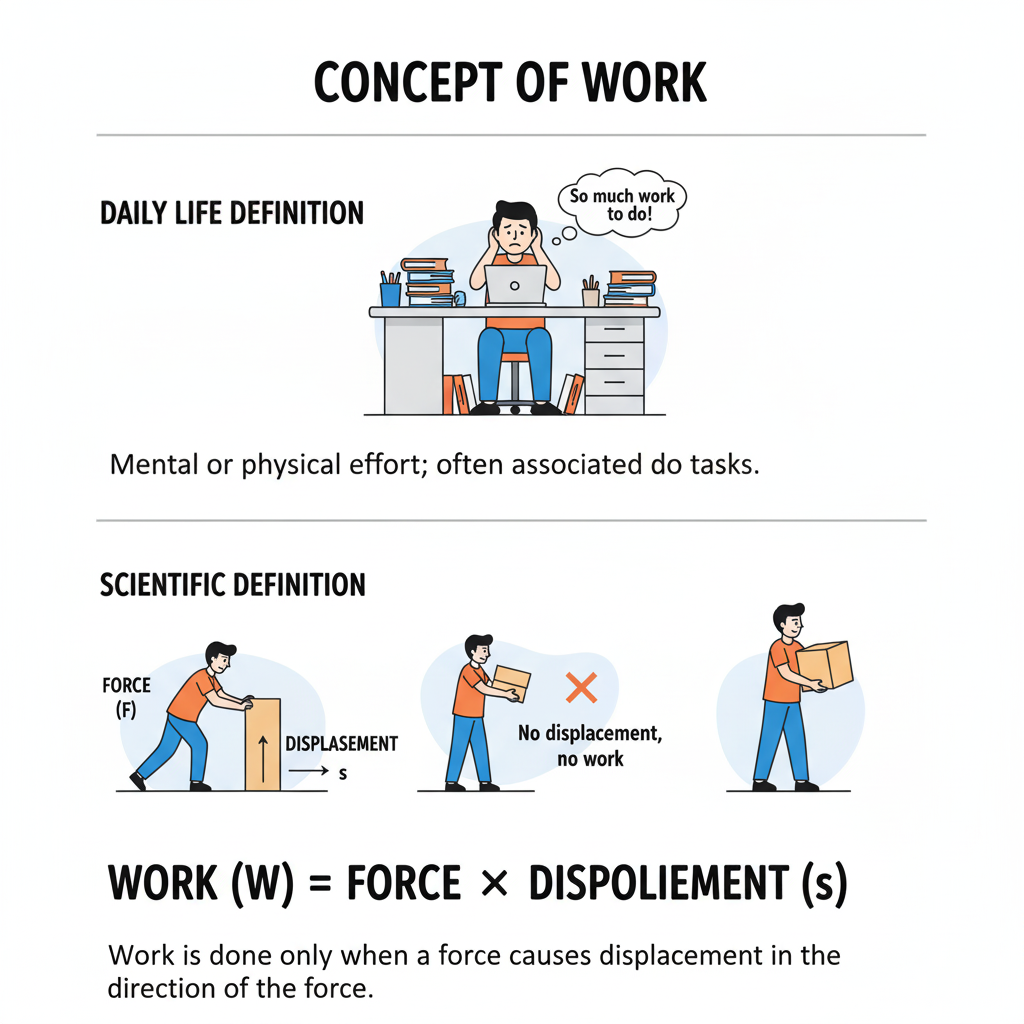 CONCEPT OF WORK
DAILY LIFE DEFINITION
So much work
to do!
Mental or physical effort; often associated do tasks.
SCIENTIFIC DEFINITION
FORCE
(F)
DISPLASEMENT
s
No displacement,
no work
WORK (W) = FORCE × DISPOLIEMENT (s)
Work is done only when a force causes displacement in the
direction of the force.